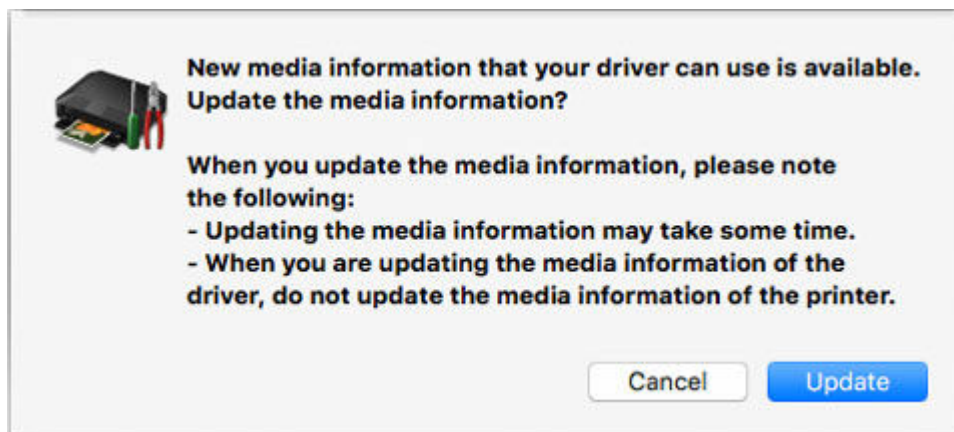 New media information that your driver can use is available.
Update the media information?
When you update the media information, please note
the following:
- Updating the media information may take some time.
- When you are updating the media information of the
driver, do not update the media information of the printer.
Cancel
Update